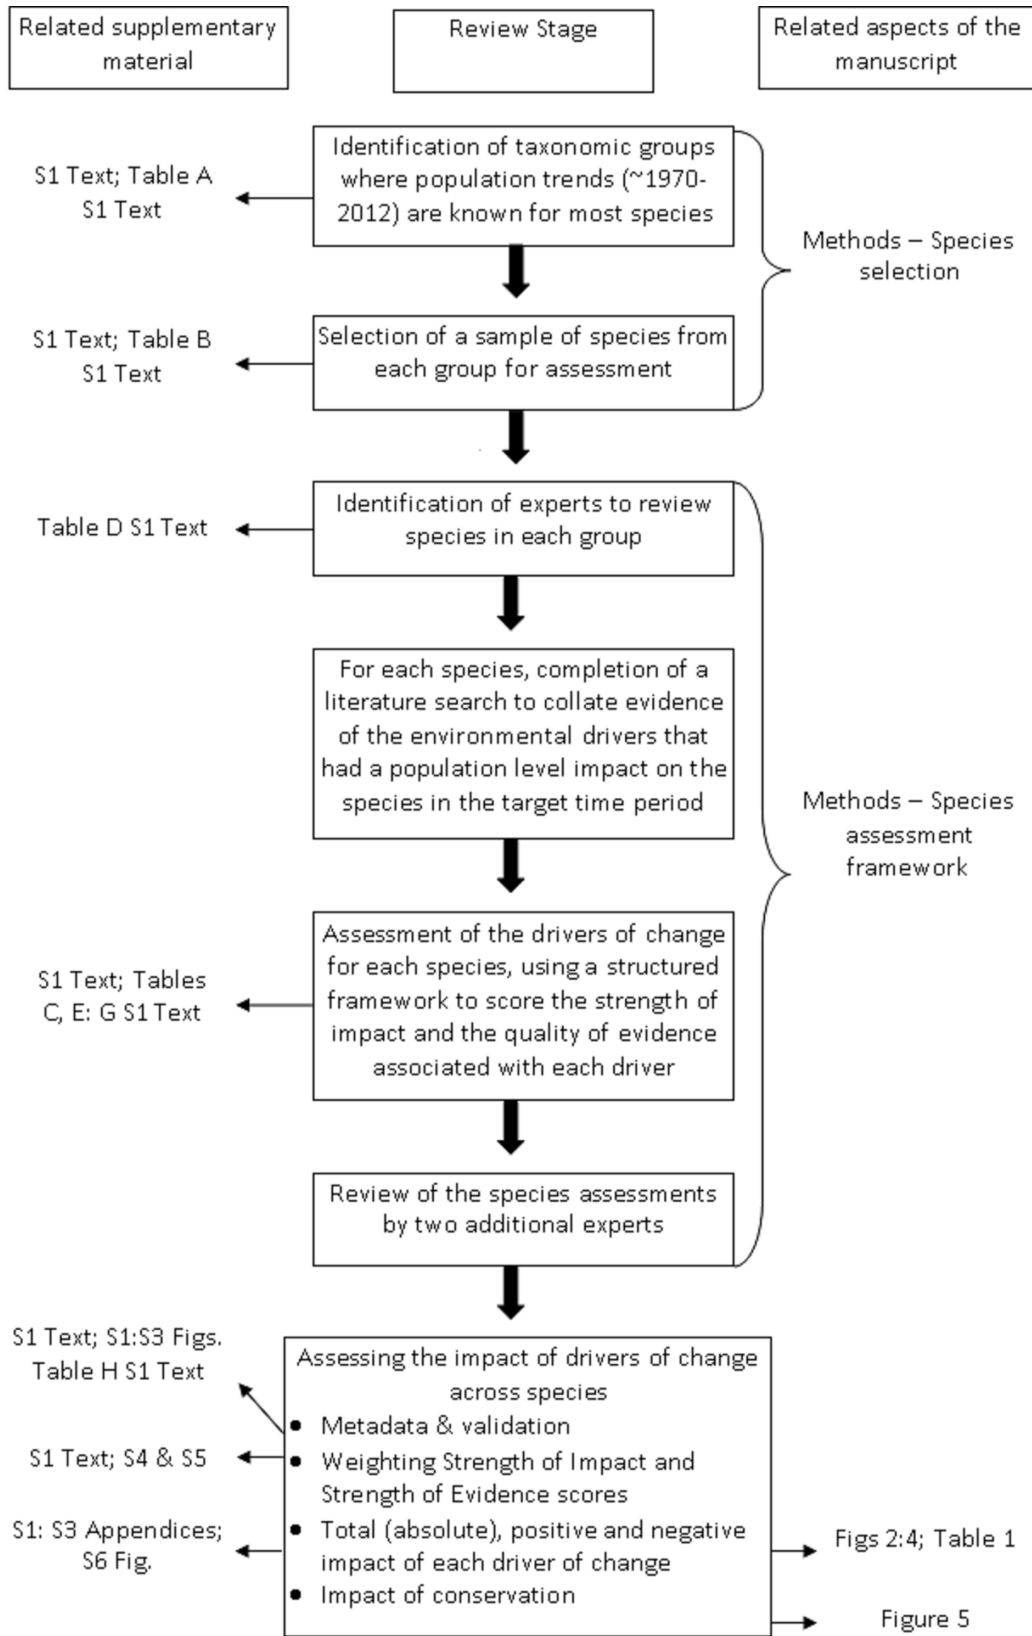 Related supplementary
material
Review Stage
Related aspects of the
manuscript
Identification of taxonomic groups
where population trends (~1970-
2012) are known for most species
S1 Text; Table A
S1 Text
Methods – Species
selection
Selection of a sample of species from
each group for assessment
S1 Text; Table B
S1 Text
Identification of experts to review
species in each group
Table D S1 Text
For each species, completion of a
literature search to collate evidence
of the environmental drivers that
had a population level impact on the
species in the target time period
Methods – Species
assessment
framework
Assessment of the drivers of change
for each species, using a structured
framework to score the strength of
impact and the quality of evidence
associated with each driver
S1 Text; Tables
C, E: G S1 Text
Review of the species assessments
by two additional experts
S1 Text; S1:S3 Figs.
Table H S1 Text
S1 Text; S4 & S5
S1: S3 Appendices;
S6 Fig.
Assessing the impact of drivers of change
across species
• Metadata & validation
• Weighting Strength of Impact and
Strength of Evidence scores
• Total (absolute), positive and negative
impact of each driver of change
• Impact of conservation
Figs 2:4; Table 1
Figure 5